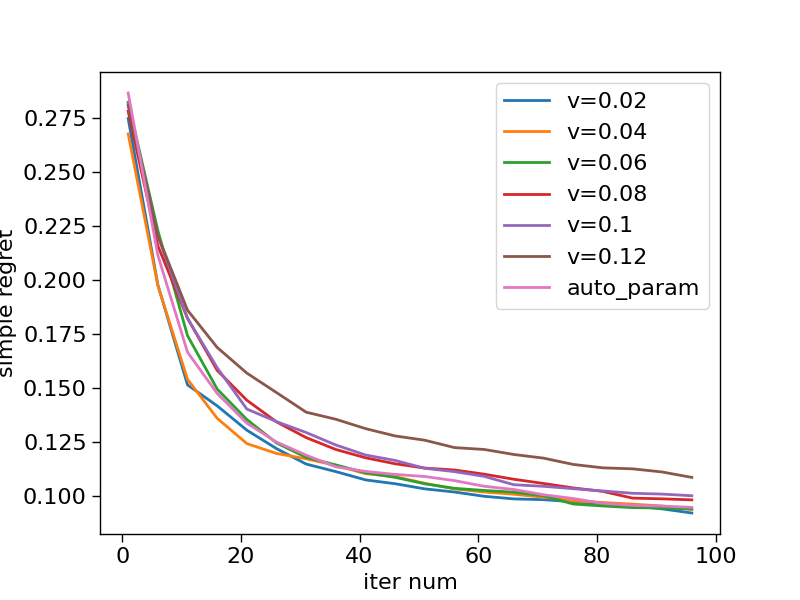 0.275
0.250
0.225
0.200
0.175
0.150
0.125
0.100
simple regret
0
20
40
60
80
100
iter num
v=0.02
v=0.04
v=0.06
v=0.08
v=0.1
v=0.12
auto_param